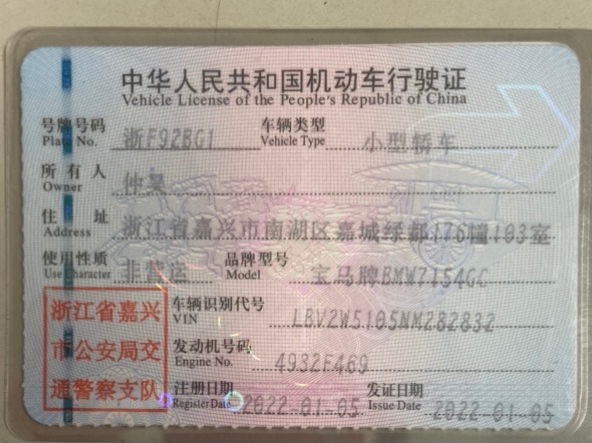 中华人民共和国机动车行驶证
Vehicle License of the People's Republic of China
号牌号码 浙F92BG1 车辆类型 小型轿车
Plate No. Vehicle Type
所有人 仲昊
Owner
住址 浙江省嘉兴市南湖区嘉城绿都176幢103室
Address
使用性质 非营运 品牌型号 宝马牌BMW7154GC
Use Character Model
浙江省嘉兴 车辆识别代号 LBV2W5105NM282832
VIN
市公安局交 发动机号码 4932F469
Engine No.
通警察支队 注册日期 2022-01-05 发证日期 2022-01-05
Register Date Issue Date